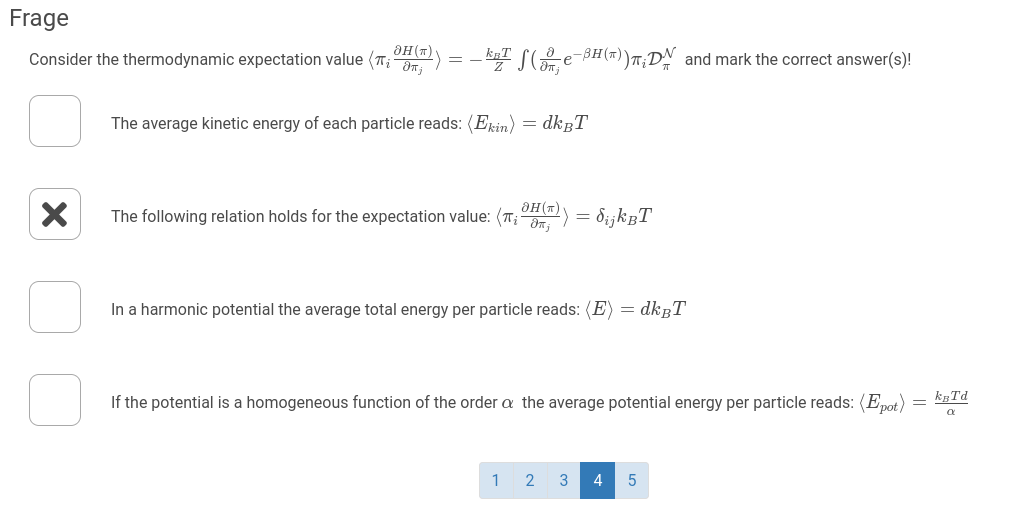 Frage
Consider the thermodynamic expectation value $\langle \pi_i \frac{\partial H(\pi)}{\partial \pi_j} \rangle = -\frac{k_B T}{Z} \int (\frac{\partial}{\partial \pi_j} e^{-\beta H(\pi)}) \pi_i \mathcal{D}_\pi^{\mathcal{N}}$ and mark the correct answer(s)!
The average kinetic energy of each particle reads: $\langle E_{kin} \rangle = dk_B T$
The following relation holds for the expectation value: $\langle \pi_i \frac{\partial H(\pi)}{\partial \pi_j} \rangle = \delta_{ij} k_B T$
In a harmonic potential the average total energy per particle reads: $\langle E \rangle = dk_B T$
If the potential is a homogeneous function of the order $\alpha$ the average potential energy per particle reads: $\langle E_{pot} \rangle = \frac{k_B T d}{\alpha}$
1 2 3 4 5